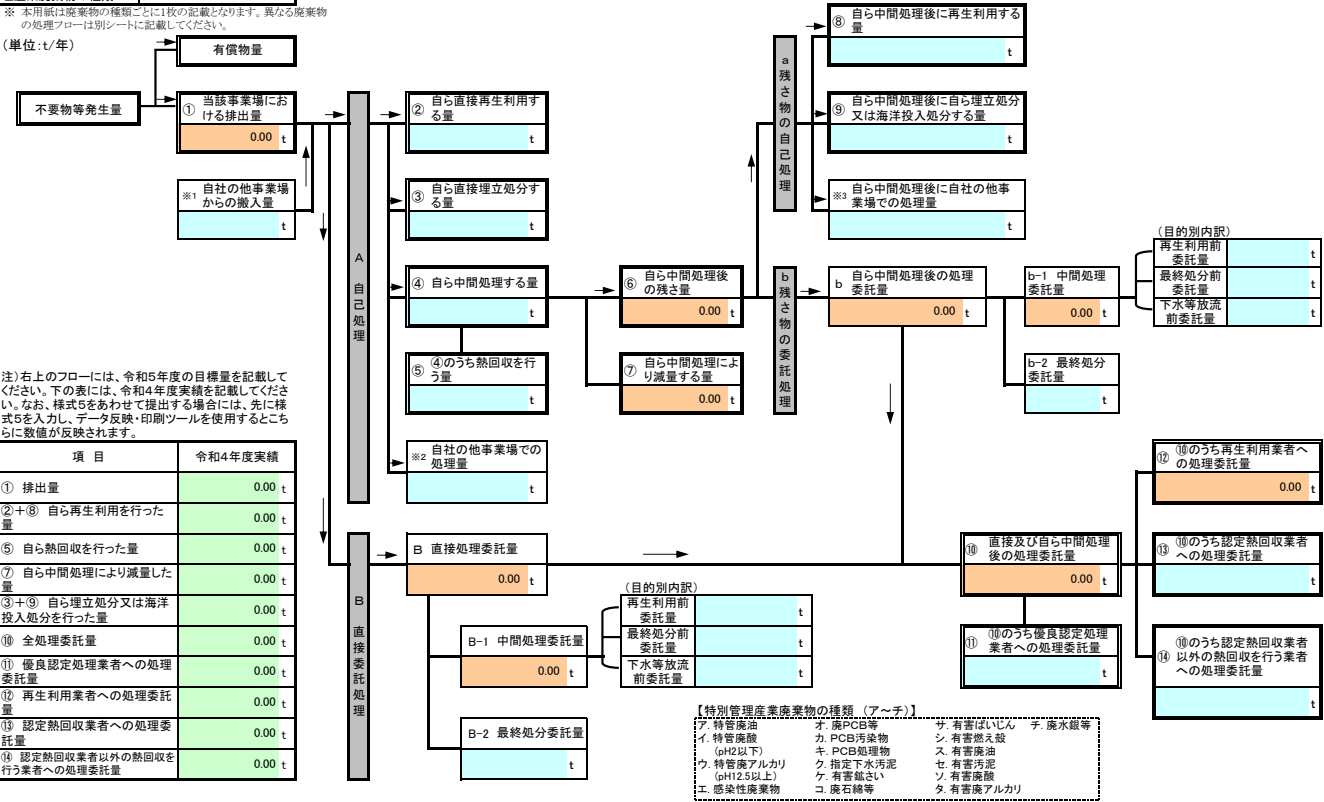 ※ 本用紙は廃棄物の種類ごとに1枚の記載となります。異なる廃棄物
の処理フローは別シートに記載してください。
(単位:t/年)
有償物量
不要物等発生量
① 当該事業場にお
ける排出量
0.00 t
※1 自社の他事業場
からの搬入量
t
A 自己処理
② 自ら直接再生利用す
る量
t
③ 自ら直接埋立処分す
る量
t
④ 自ら中間処理する量
t
⑤ ④のうち熱回収を行
う量
t
※2 自社の他事業場での
処理量
t
⑥ 自ら中間処理後
の残さ量
0.00 t
⑦ 自ら中間処理によ
り減量する量
0.00 t
a 残さ物の自己処理
⑧ 自ら中間処理後に再生利用する
量
t
⑨ 自ら中間処理後に自ら埋立処分
又は海洋投入処分する量
t
※3 自ら中間処理後に自社の他事
業場での処理量
t
b 残さ物の委託処理
b 自ら中間処理後の処理
委託量
0.00 t
b-1 中間処理
委託量
0.00 t
b-2 最終処分
委託量
t
(目的別内訳)
再生利用前
委託量
t
最終処分前
委託量
t
下水等放流
前委託量
t
注)右上のフローには、令和5年度の目標量を記載して
ください。下の表には、令和4年度実績を記載してくださ
い。なお、様式5をあわせて提出する場合には、先に様
式5を入力し、データ反映・印刷ツールを使用するとこち
らに数値が反映されます。
項 目 令和4年度実績
① 排出量 0.00 t
②+⑧ 自ら再生利用を行った
量 0.00 t
⑤ 自ら熱回収を行った量 0.00 t
⑦ 自ら中間処理により減量した
量 0.00 t
③+⑨ 自ら埋立処分又は海洋
投入処分を行った量 0.00 t
⑩ 全処理委託量 0.00 t
⑪ 優良認定処理業者への処理
委託量 0.00 t
⑫ 再生利用業者への処理委託
量 0.00 t
⑬ 認定熱回収業者への処理委
託量 0.00 t
⑭ 認定熱回収業者以外の熱回収を
行う業者への処理委託量 0.00 t
B 直接委託処理
B 直接処理委託量
0.00 t
B-1 中間処理委託量
0.00 t
B-2 最終処分委託量
t
(目的別内訳)
再生利用前
委託量
t
最終処分前
委託量
t
下水等放流
前委託量
t
⑩ 直接及び自ら中間処理
後の処理委託量
0.00 t
⑪ ⑩のうち優良認定処理
業者への処理委託量
t
⑫ ⑩のうち再生利用業者へ
の処理委託量
0.00 t
⑬ ⑩のうち認定熱回収業者
への処理委託量
t
⑭ ⑩のうち認定熱回収業者
以外の熱回収を行う業者
への処理委託量
t
【特別管理産業廃棄物の種類 (ア～チ)】
ア. 特管廃油 オ. 廃PCB等 サ. 有害ばいじん チ. 廃水銀等
イ. 特管廃酸 カ. PCB汚染物 シ. 有害燃え殻
(pH2以下) キ. PCB処理物 ス. 有害廃油
ウ. 特管廃アルカリ ク. 指定下水汚泥 セ. 有害汚泥
(pH12.5以上) ケ. 有害鉱さい ソ. 有害廃酸
エ. 感染性廃棄物 コ. 廃石綿等 タ. 有害廃アルカリ